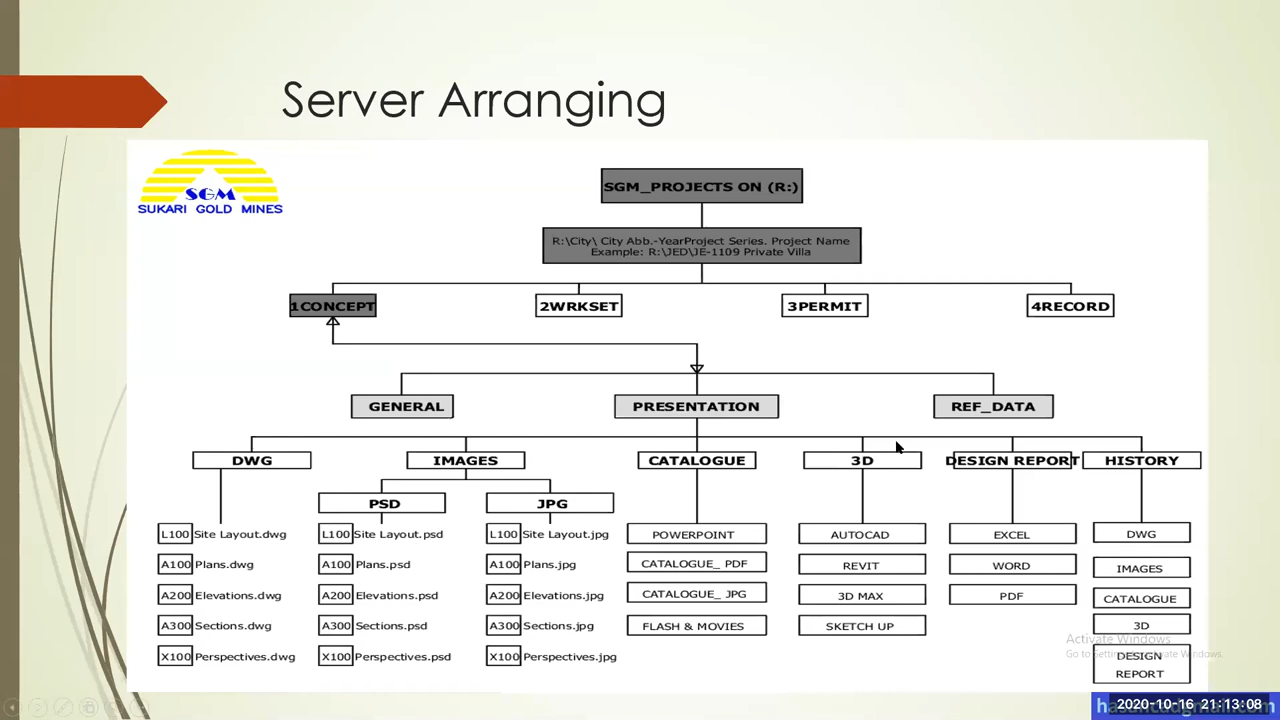 Server Arranging
SGM
SUKARI GOLD MINES
SGM_PROJECTS ON (R:)
R:\City\ City Abb.-YearProject Series. Project Name
Example: R:\JED\JE-1109 Private Villa
1CONCEPT
2WRKSET
3PERMIT
4RECORD
GENERAL
PRESENTATION
REF_DATA
DWG
IMAGES
CATALOGUE
3D
DESIGN REPORT
HISTORY
PSD
JPG
L100 Site Layout.dwg
A100 Plans.dwg
A200 Elevations.dwg
A300 Sections.dwg
X100 Perspectives.dwg
L100 Site Layout.psd
A100 Plans.psd
A200 Elevations.psd
A300 Sections.psd
X100 Perspectives.psd
L100 Site Layout.jpg
A100 Plans.jpg
A200 Elevations.jpg
A300 Sections.jpg
X100 Perspectives.jpg
POWERPOINT
CATALOGUE_ PDF
CATALOGUE_ JPG
FLASH & MOVIES
AUTOCAD
REVIT
3D MAX
SKETCH UP
EXCEL
WORD
PDF
DWG
IMAGES
CATALOGUE
3D
DESIGN
REPORT
Activate Windows
Go to Settings to activate Windows.
2020-10-16 21:13:08